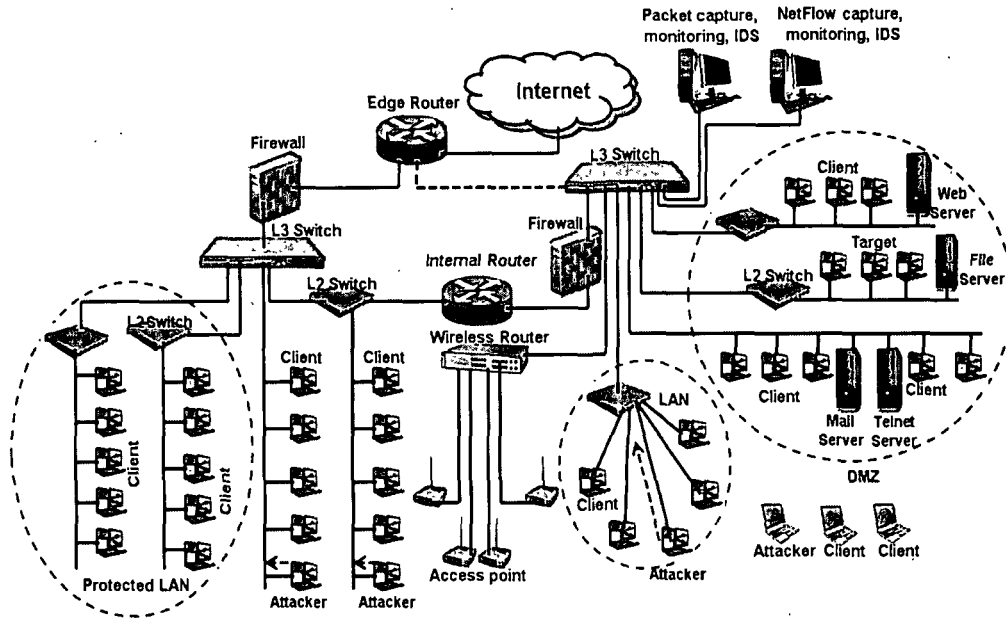 Packet capture,
monitoring, IDS
NetFlow capture,
monitoring, IDS
Internet
Edge Router
Firewall
L3 Switch
Client
Web
Server
Firewall
L3 Switch
Target
File
Server
Internal Router
L2 Switch
L2 Switch
L2Switch
Wireless Router
Client
Client
Client
Client
LAN
Mail
Server
Telnet
Server
DMZ
Client
Client
Client
Attacker
Client
Client
Access point
Attacker
Protected LAN
Attacker
Attacker